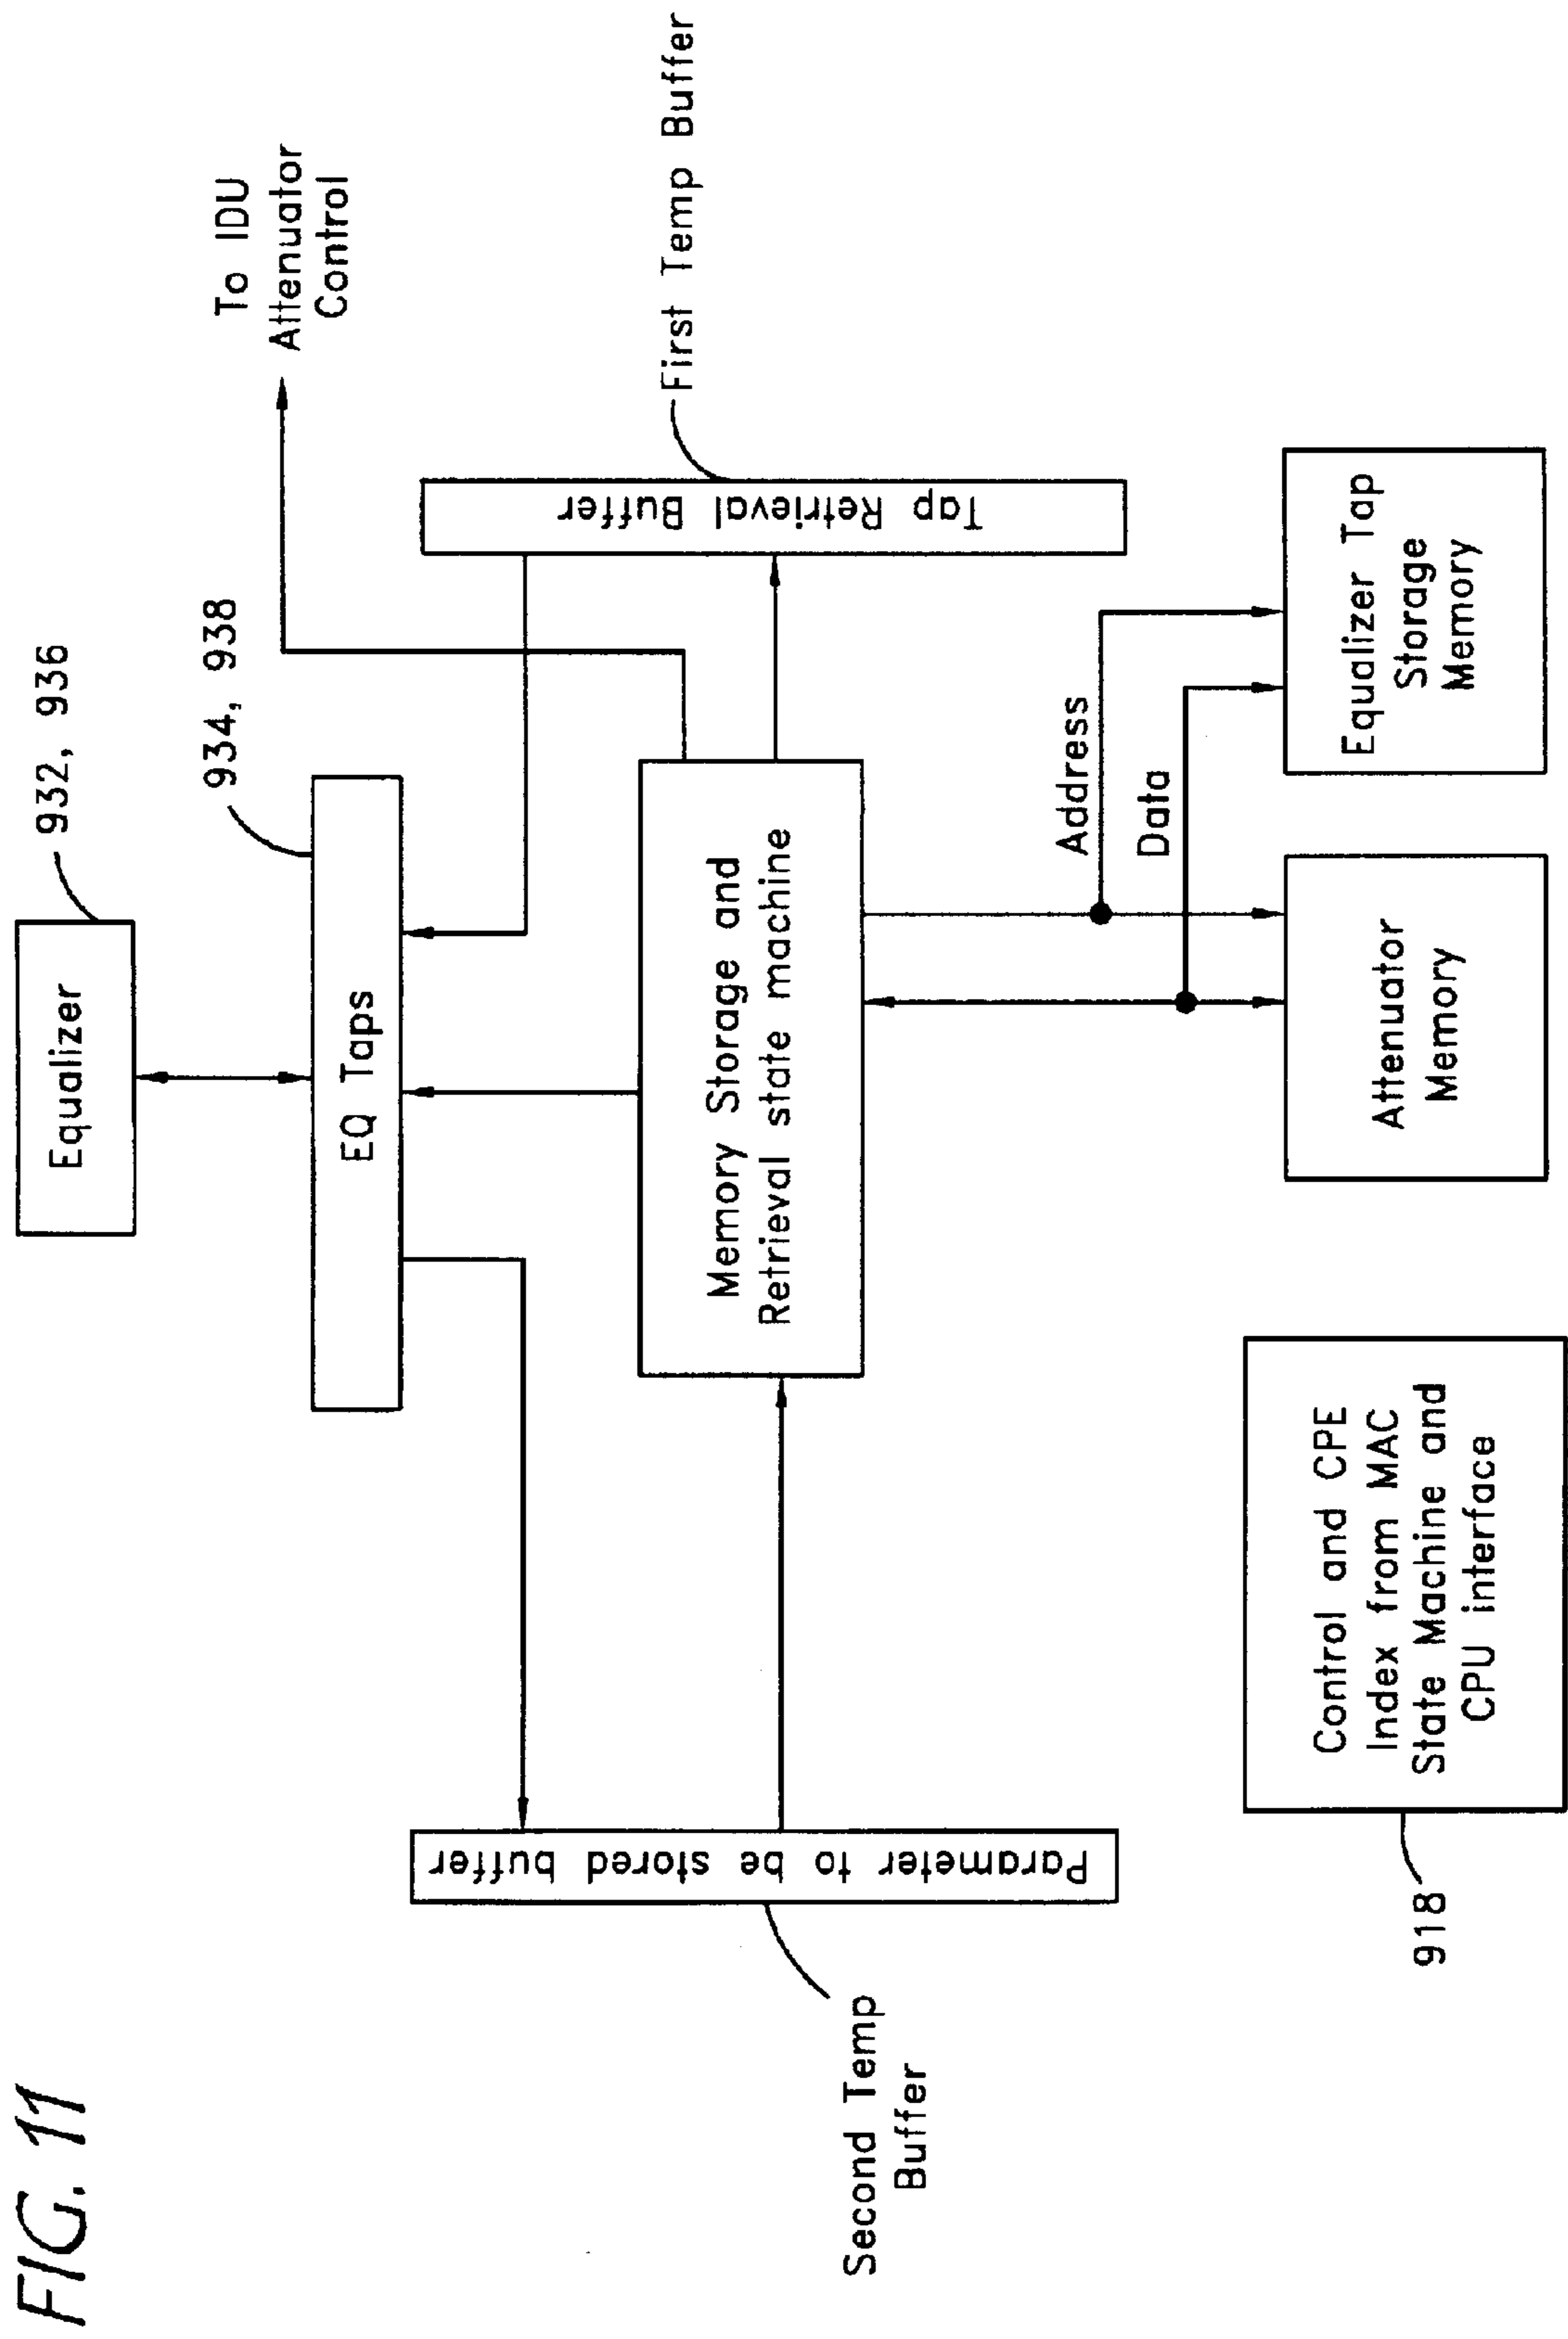 FIG. 11
Equalizer
932, 936
934, 938
EQ Taps
To IDU
Attenuator
Control
Memory Storage and
Retrieval state machine
Tap Retrieval Buffer
First Temp Buffer
Parameter to be stored buffer
Second Temp
Buffer
Address
Data
Control and CPE
Index from MAC
State Machine and
CPU interface
918
Attenuator
Memory
Equalizer Tap
Storage
Memory